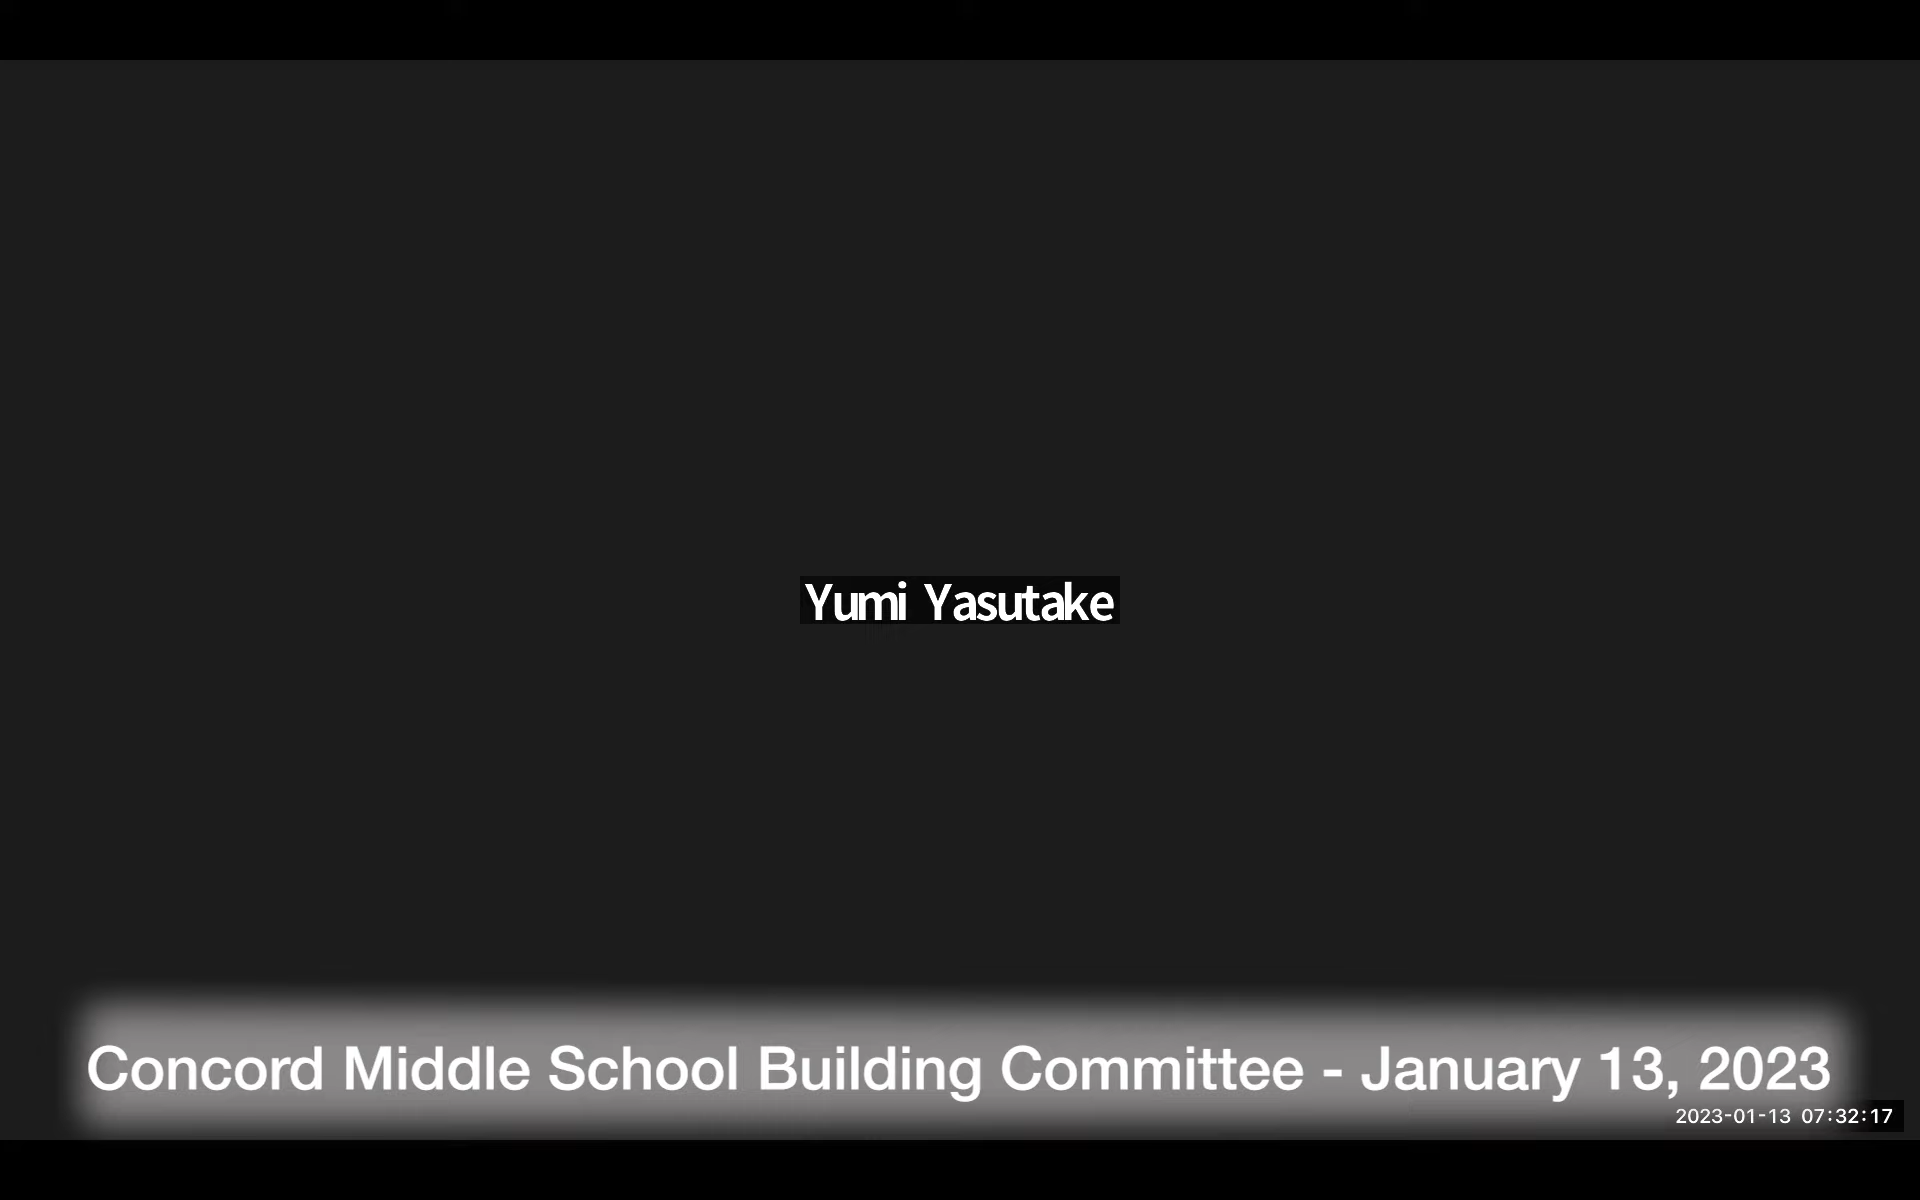 Yumi Yasutake
Concord Middle School Building Committee - January 13, 2023
2023-01-13 07:32:17